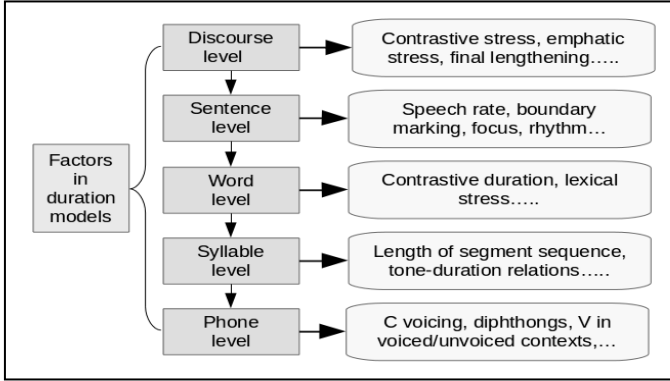 Factors
in
duration
models
Discourse
level
Contrastive stress, emphatic
stress, final lengthening…..
Sentence
level
Speech rate, boundary
marking, focus, rhythm…
Word
level
Contrastive duration, lexical
stress…..
Syllable
level
Length of segment sequence,
tone-duration relations…..
Phone
level
C voicing, diphthongs, V in
voiced/unvoiced contexts,…